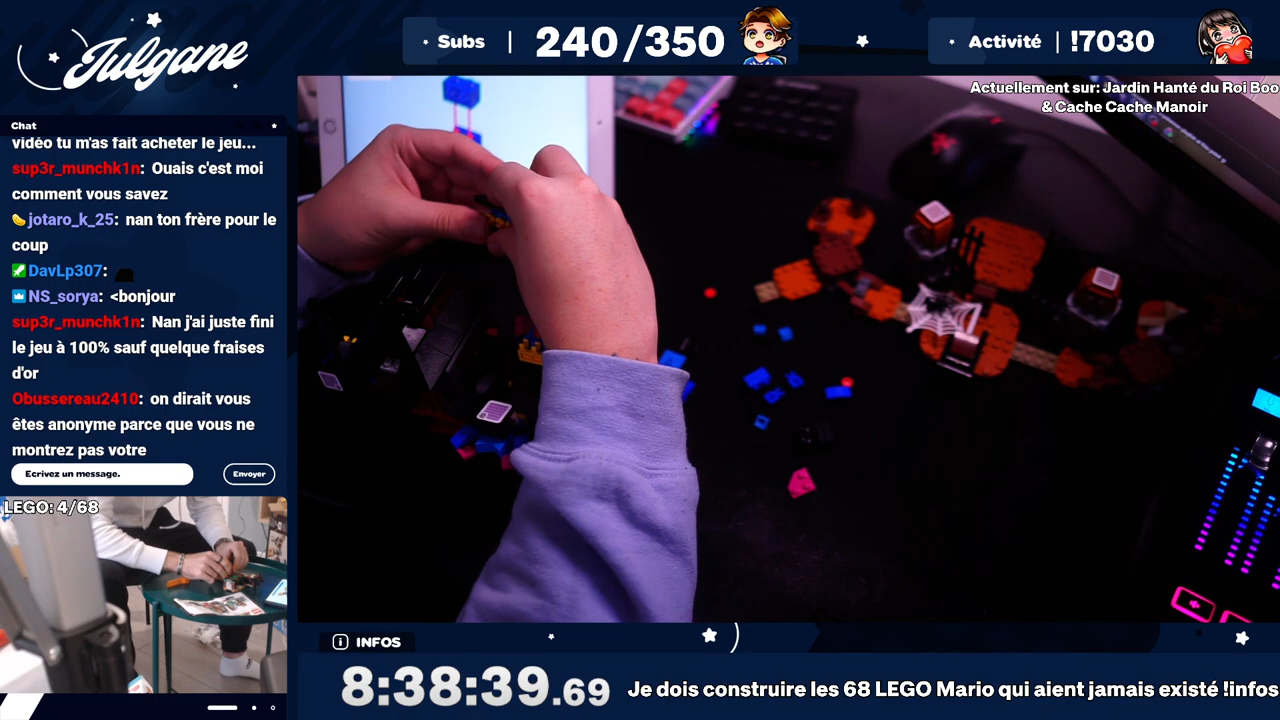 Julgane
Subs | 240/350
Activité | !7030
Actuellement sur: Jardin Hanté du Roi Boo
& Cache Cache Manoir
Chat
vidéo tu m'as fait acheter le jeu...
sup3r_munchk1n: Ouais c'est moi
comment vous savez
jotaro_k_25: nan ton frère pour le
coup
DavLp307:
NS_sorya: <bonjour
sup3r_munchk1n: Nan j'ai juste fini
le jeu à 100% sauf quelque fraises
d'or
Obussereau2410: on dirait vous
êtes anonyme parce que vous ne
montrez pas votre
Ecrivez un message.
Envoyer
LEGO: 4/68
INFOS
8:38:39.69
Je dois construire les 68 LEGO Mario qui aient jamais existé !infos